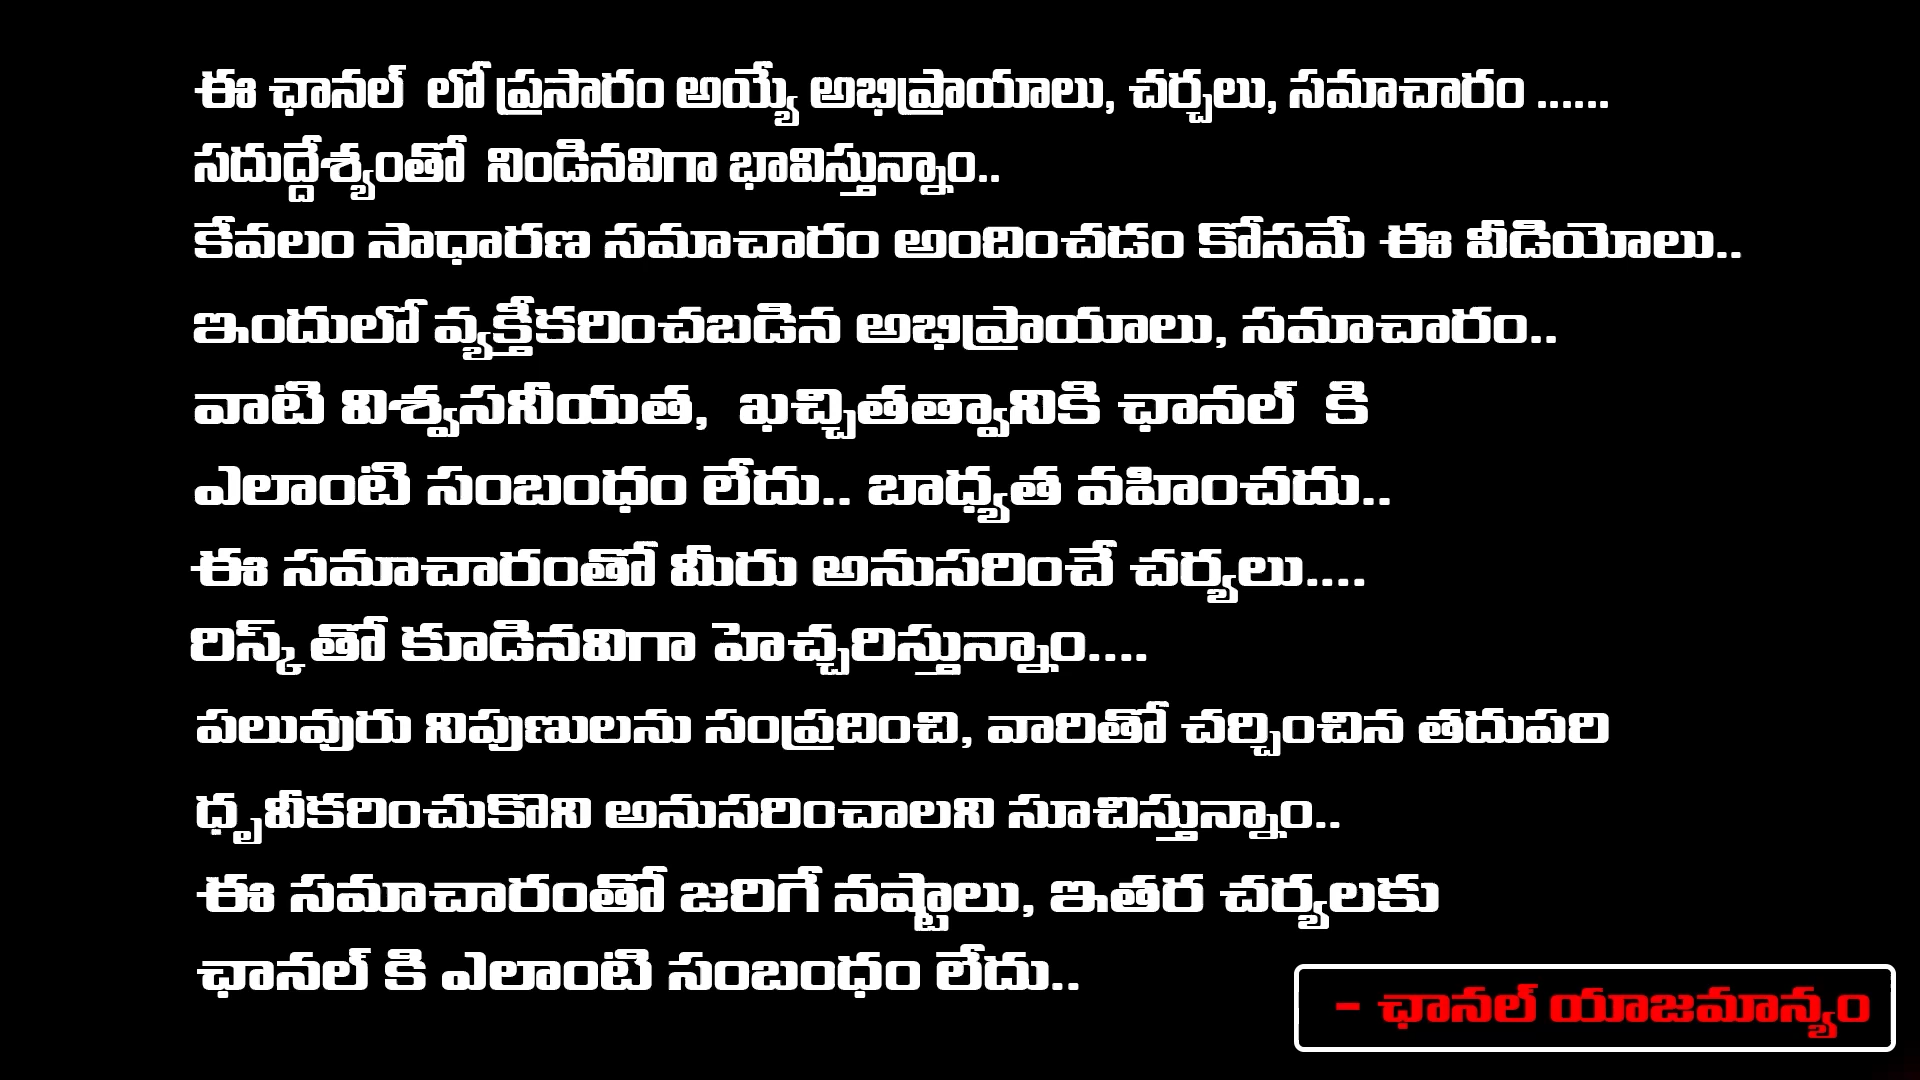 ఈ ఛానల్ లో ప్రసారం అయ్యే అభిప్రాయాలు, చర్చలు, సమాచారం ......
సదుద్దేశ్యంతో నిండినవిగా భావిస్తున్నాం..
కేవలం సాధారణ సమాచారం అందించడం కోసమే ఈ వీడియోలు..
ఇందులో వ్యక్తీకరించబడిన అభిప్రాయాలు, సమాచారం..
వాటి విశ్వసనీయత, ఖచ్చితత్వానికి ఛానల్ కి
ఎలాంటి సంబంధం లేదు.. బాధ్యత వహించదు..
ఈ సమాచారంతో మీరు అనుసరించే చర్యలు....
రిస్క్ తో కూడినవిగా హెచ్చరిస్తున్నాం....
పలువురు నిపుణులను సంప్రదించి, వారితో చర్చించిన తదుపరి
ధృవీకరించుకొని అనుసరించాలని సూచిస్తున్నాం..
ఈ సమాచారంతో జరిగే నష్టాలు, ఇతర చర్యలకు
ఛానల్ కి ఎలాంటి సంబంధం లేదు..
- ఛానల్ యాజమాన్యం